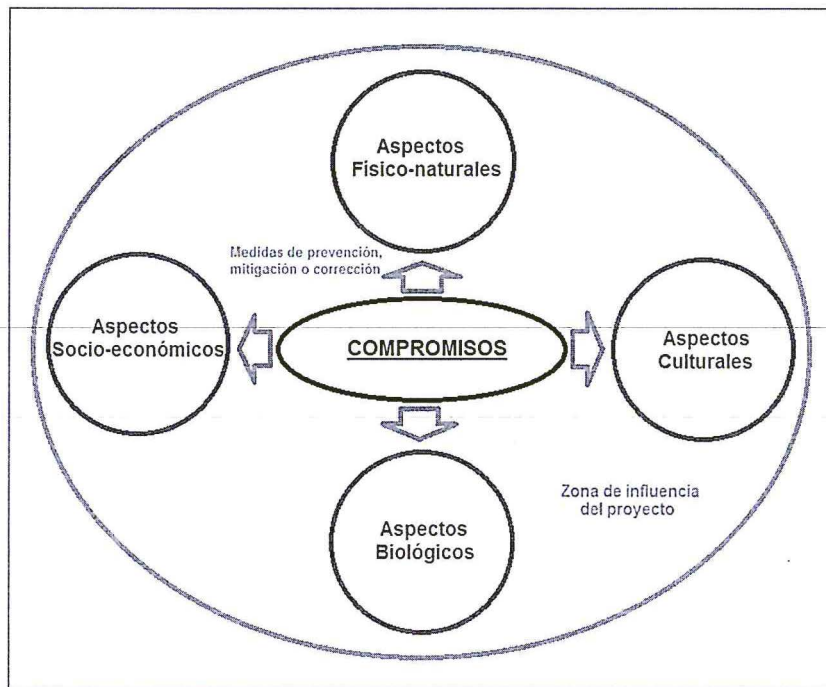 Aspectos
Fisico-naturales
Medidas de prevención,
mitigación o corrección
Aspectos
Socio-económicos
COMPROMISOS
Aspectos
Culturales
Zona de influencia
del proyecto
Aspectos
Biológicos